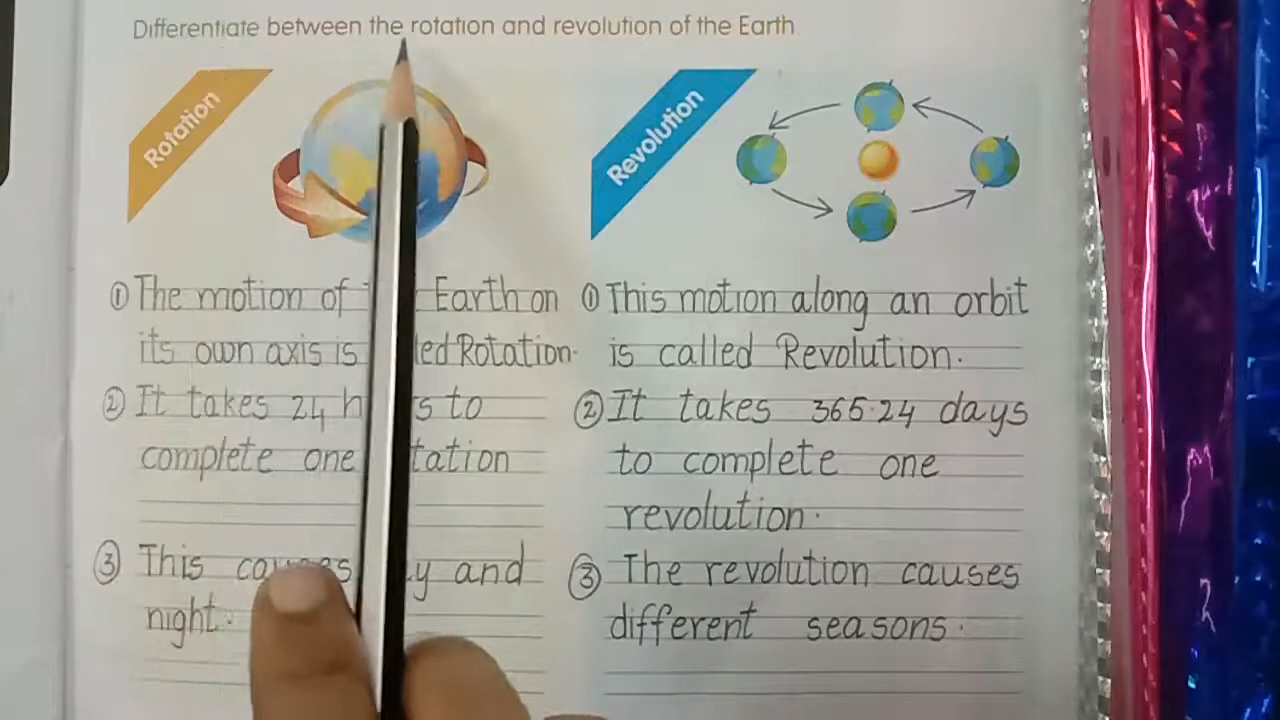 Differentiate between the rotation and revolution of the Earth
Rotation
① The motion of Earth on
its own axis is led Rotation.
② It takes 24 h s to
complete one tation
③ This causes y and
night.
Revolution
① This motion along an orbit
is called Revolution.
② It takes 365.24 days
to complete one
revolution.
③ The revolution causes
different seasons.